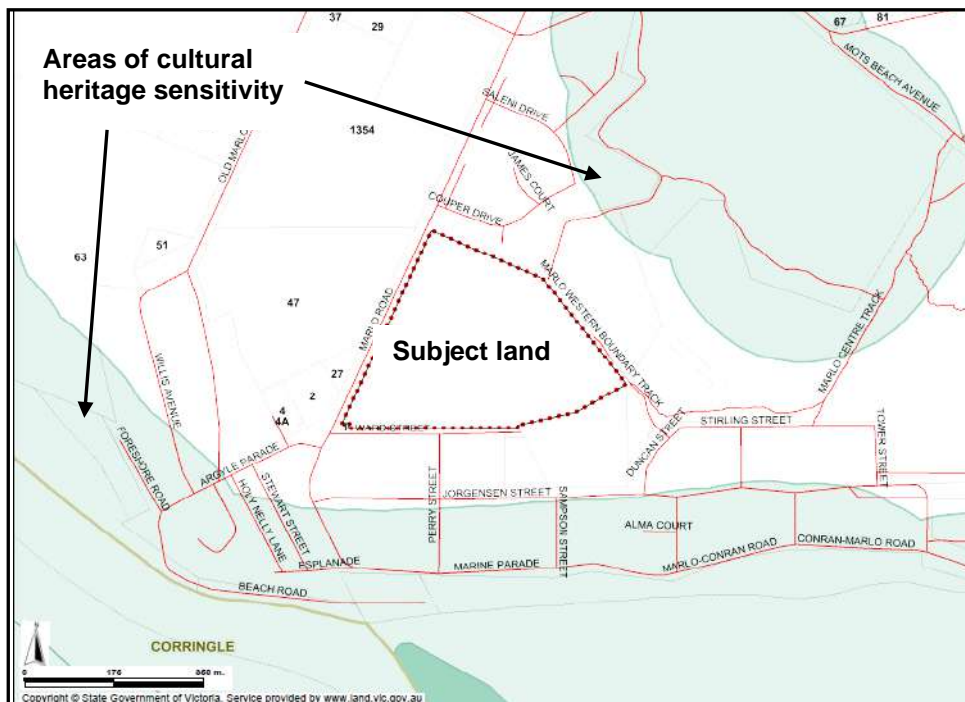 37
29
67
81
Areas of cultural
heritage sensitivity
MOTS BEACH AVENUE
SALENI DRIVE
1354
OLD MARLO
JAMES COURT
COUPER DRIVE
51
63
47
MARLO ROAD
MARLO WESTERN BOUNDARY TRACK
MARLO CENTRE TRACK
Subject land
27
2
4
4A
WILLIS AVENUE
FORESHORE ROAD
ARGYLE PARADE
STEWART STREET
HOLY NELLY LANE
PERRY STREET
JORGENSEN STREET
SAMPSON STREET
DUNCAN STREET
STIRLING STREET
TOWER STREET
ALMA COURT
ESPLANADE
MARINE PARADE
MARLO-CONRAN ROAD
CONRAN-MARLO ROAD
BEACH ROAD
CORRINGLE
0
Copyright © State Government of Victoria. Service provided by www.land.vic.gov.au